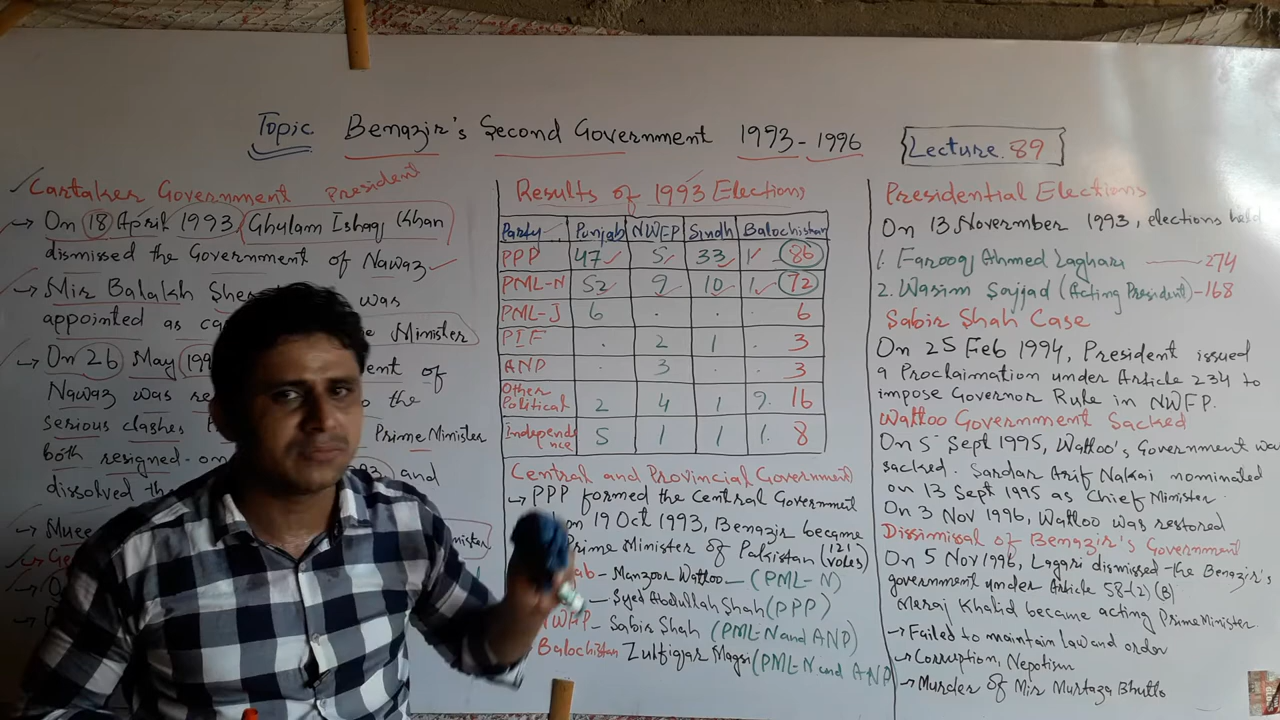 Topic Benazir's Second Government 1993-1996
Lecture. 89
Cartaker Government President
→ On 18 April 1993 Ghulam Ishaq Khan
dismissed the Government of Nawaz
→ Mir Balakh Sher was
appointed as Minister
→ On 26 May of
Nawaz was the
serious clashes Prime Minister
both resigned on
dissolved and
→
Results of 1993 Elections
Party Punjab NWFP Sindh Balochistan
PPP 47 5 33 1 86
PML-N 52 9 10 1 72
PML-J 6 . . . 6
PIF . 2 1 . 3
ANP . 3 . . 3
Other Political 2 4 1 9. 16
Independence 5 1 1 1. 8
Central and Provincial Government
→ PPP formed the Central Government
on 19 Oct 1993, Benazir became
Prime Minister of Pakistan (121 votes)
Manzoor Wattoo (PML-N)
Syed Abdullah Shah (PPP)
NWFP - Sabir Shah (PML-N and ANP)
Balochistan Zulfiqar Magsi (PML-N and ANP)
Presidential Elections
On 13 Novermber 1993, elections held
1. Farooq Ahmed Laghari — 274
2. Wasim Sajjad (Acting President) - 168
Sabir Shah Case
On 25 Feb 1994, President issued
a Proclaimation under Article 234 to
impose Governor Rule in NWFP.
Wattoo Government Sacked
On 5 Sept 1995, Wattoo's Government was
sacked. Sardar Arif Nakai nominated
on 13 Sept 1995 as Chief Minister.
On 3 Nov 1996, Wattoo was restored
Dissmissal of Benazir's Government
On 5 Nov 1996, Lagari dismissed the Benazir's
government under Article 58-(2)(B)
Meraj Khalid became acting Prime Minister.
→ Failed to maintain law and order
→ Corruption, Nepotism
→ Murder of Mir Murtaza Bhutto